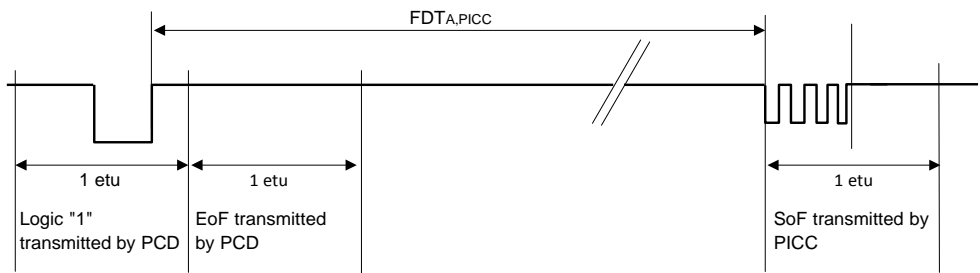 FDTA,PICC
1 etu
1 etu
1 etu
Logic "1"
transmitted by PCD
EoF transmitted
by PCD
SoF transmitted by
PICC